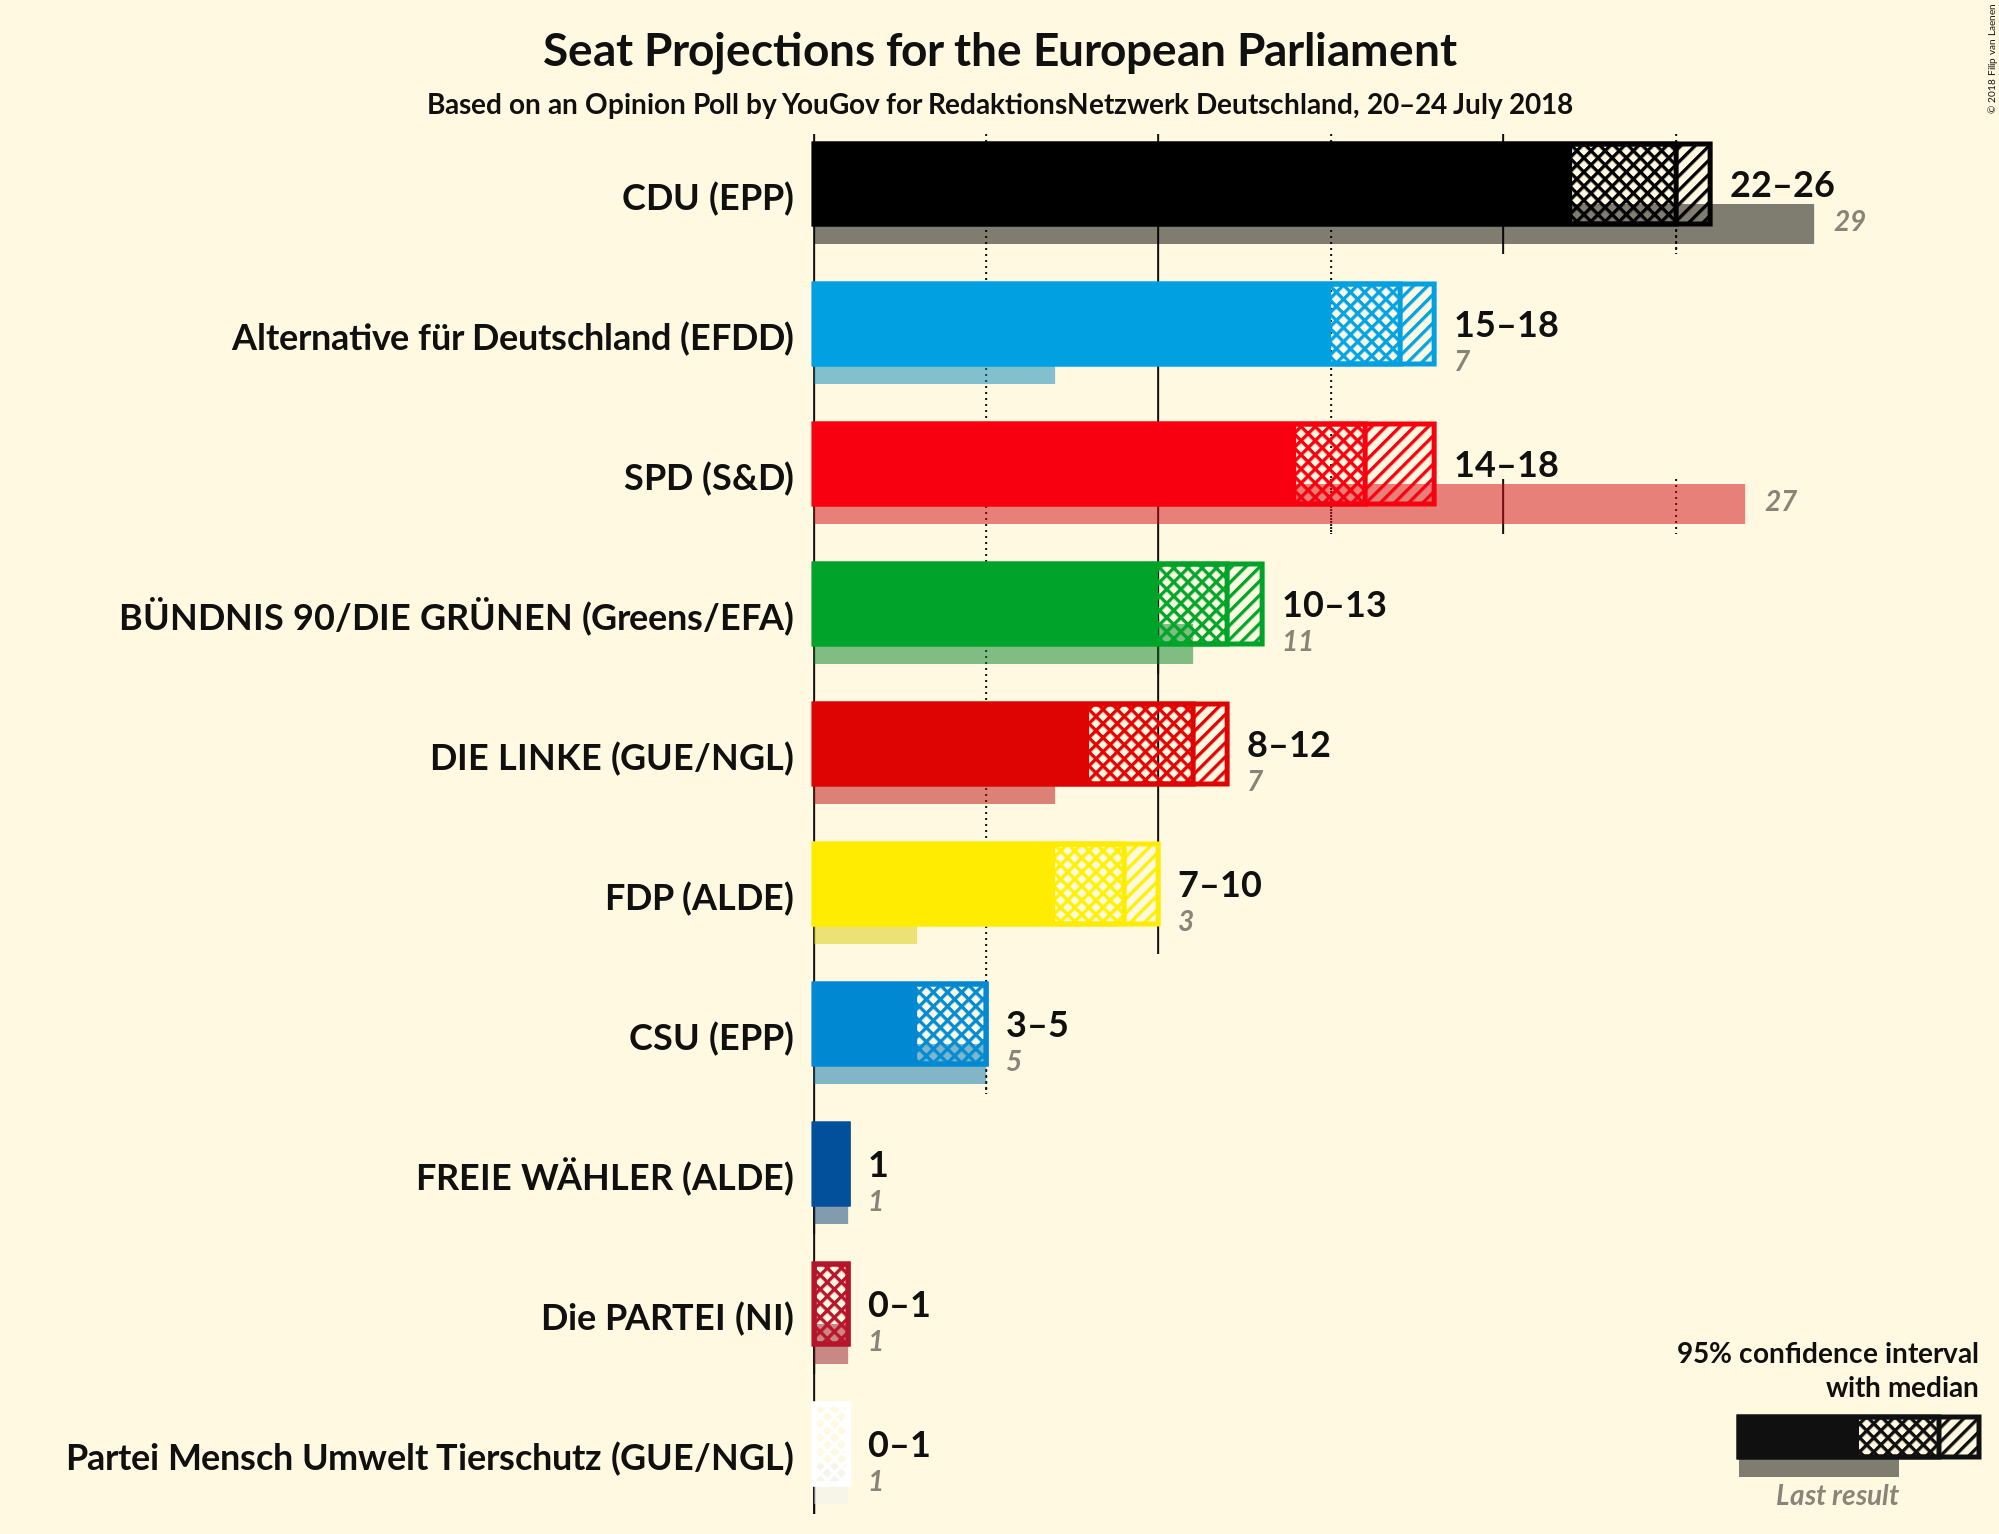 Seat Projections for the European Parliament
Based on an Opinion Poll by YouGov for RedaktionsNetzwerk Deutschland, 20–24 July 2018
© 2018 Filip van Laenen
CDU (EPP)
22–26
29
Alternative für Deutschland (EFDD)
15–18
7
SPD (S&D)
14–18
27
BÜNDNIS 90/DIE GRÜNEN (Greens/EFA)
10–13
11
DIE LINKE (GUE/NGL)
8–12
7
FDP (ALDE)
7–10
3
CSU (EPP)
3–5
5
FREIE WÄHLER (ALDE)
1
1
Die PARTEI (NI)
0–1
1
Partei Mensch Umwelt Tierschutz (GUE/NGL)
0–1
1
95% confidence interval
with median
Last result